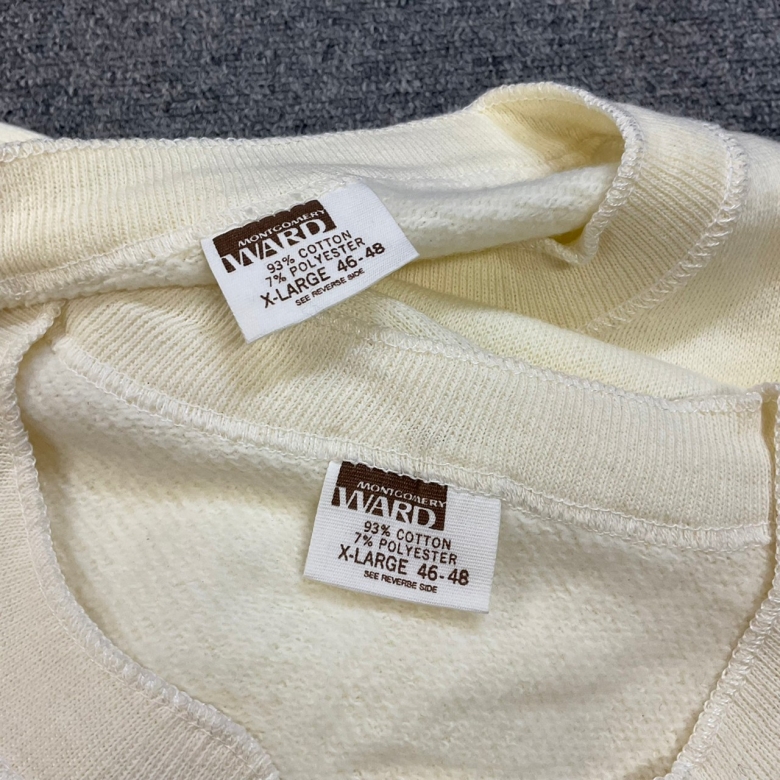 MONTGOMERY
WARD
93% COTTON
7% POLYESTER
X-LARGE 46-48
SEE REVERSE SIDE
MONTGOMERY
WARD
93% COTTON
7% POLYESTER
X-LARGE 46-48
SEE REVERSE SIDE